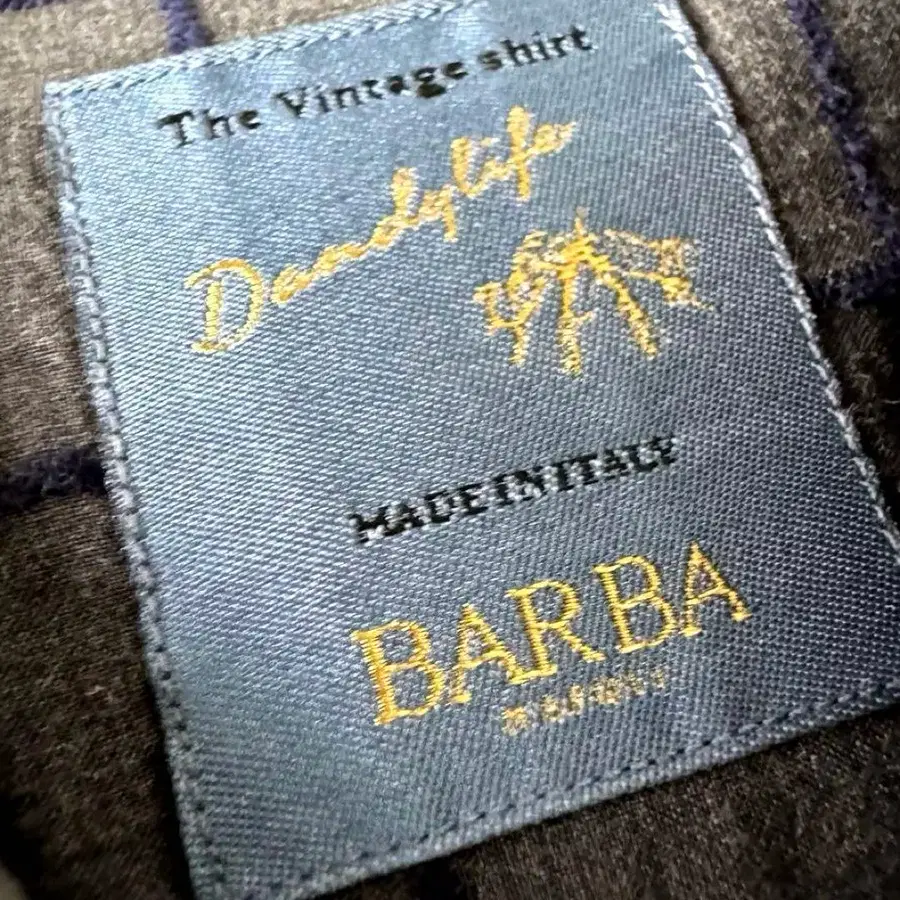 The Vintage shirt
Dandylife
MADE IN ITALY
BARBA